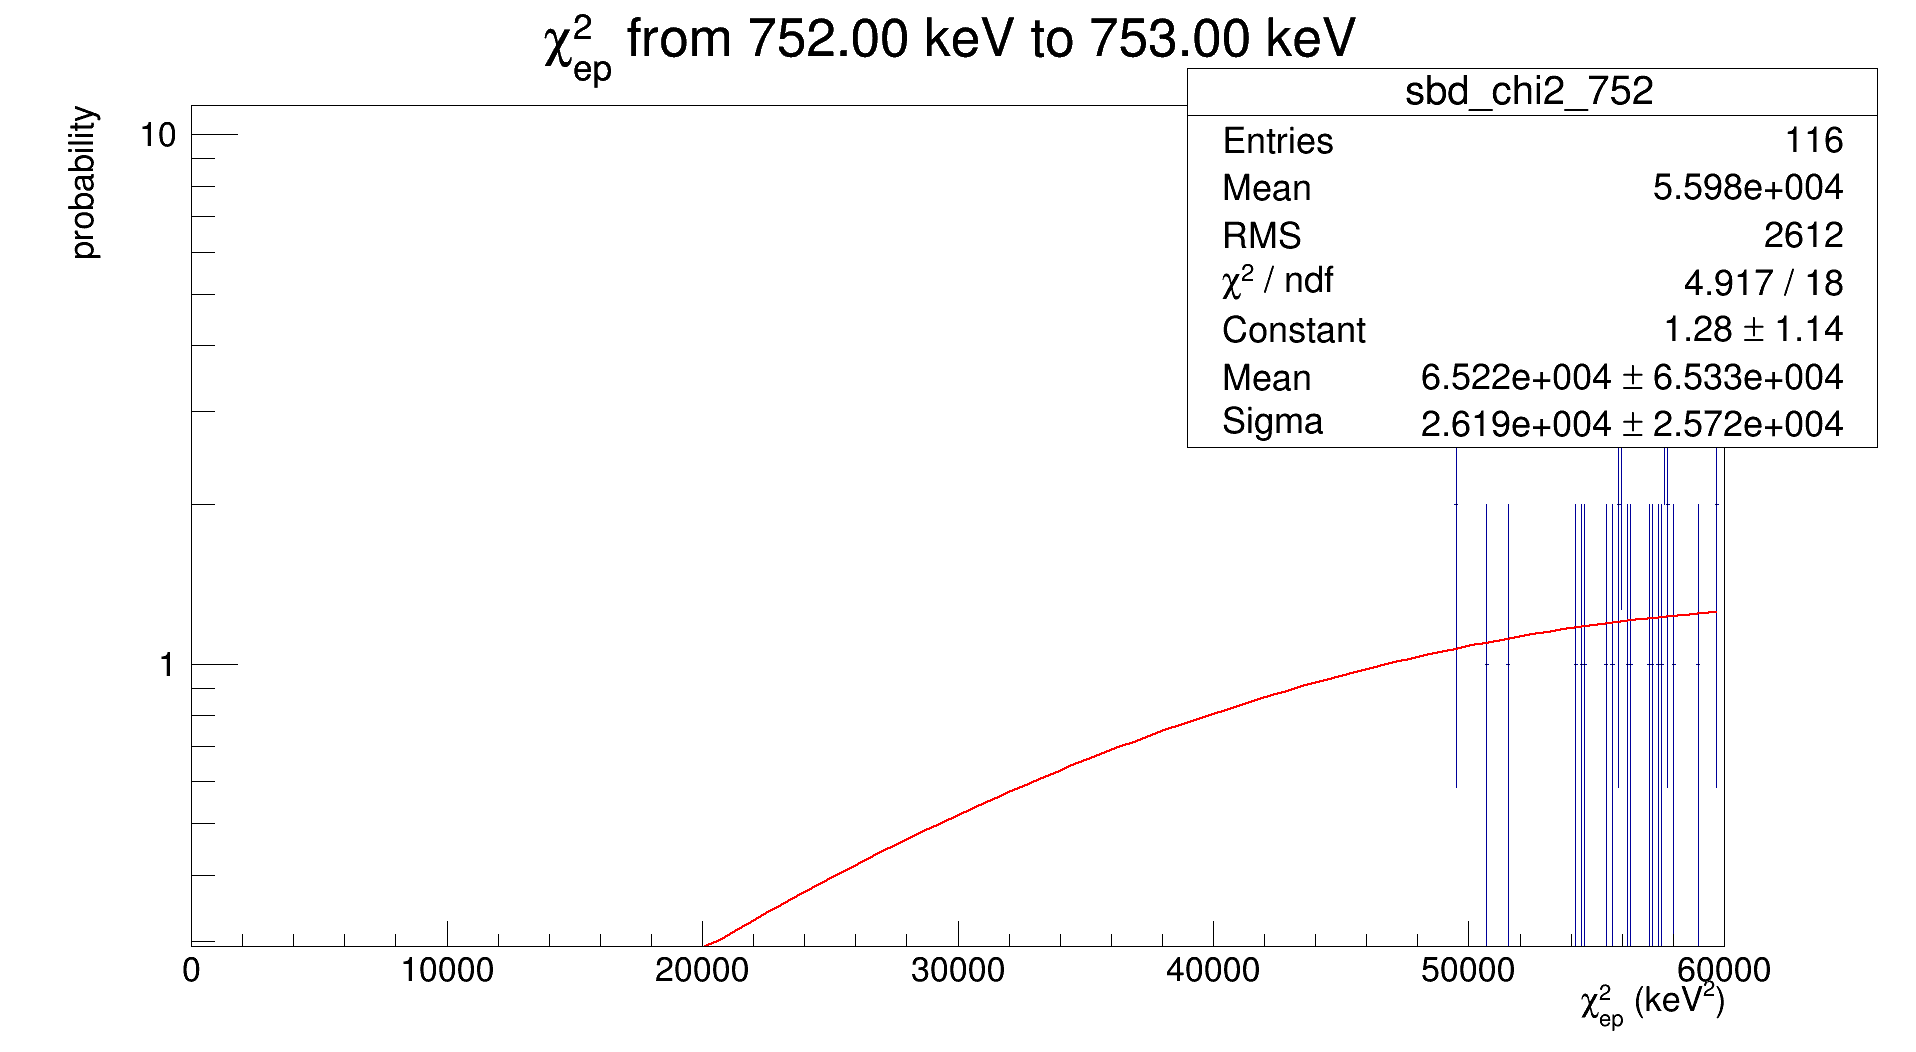 χ²ep from 752.00 keV to 753.00 keV
sbd_chi2_752
Entries 116
Mean 5.598e+004
RMS 2612
χ² / ndf 4.917 / 18
Constant 1.28 ± 1.14
Mean 6.522e+004 ± 6.533e+004
Sigma 2.619e+004 ± 2.572e+004
probability
10
1
0 10000 20000 30000 40000 50000 60000
χ²ep (keV²)